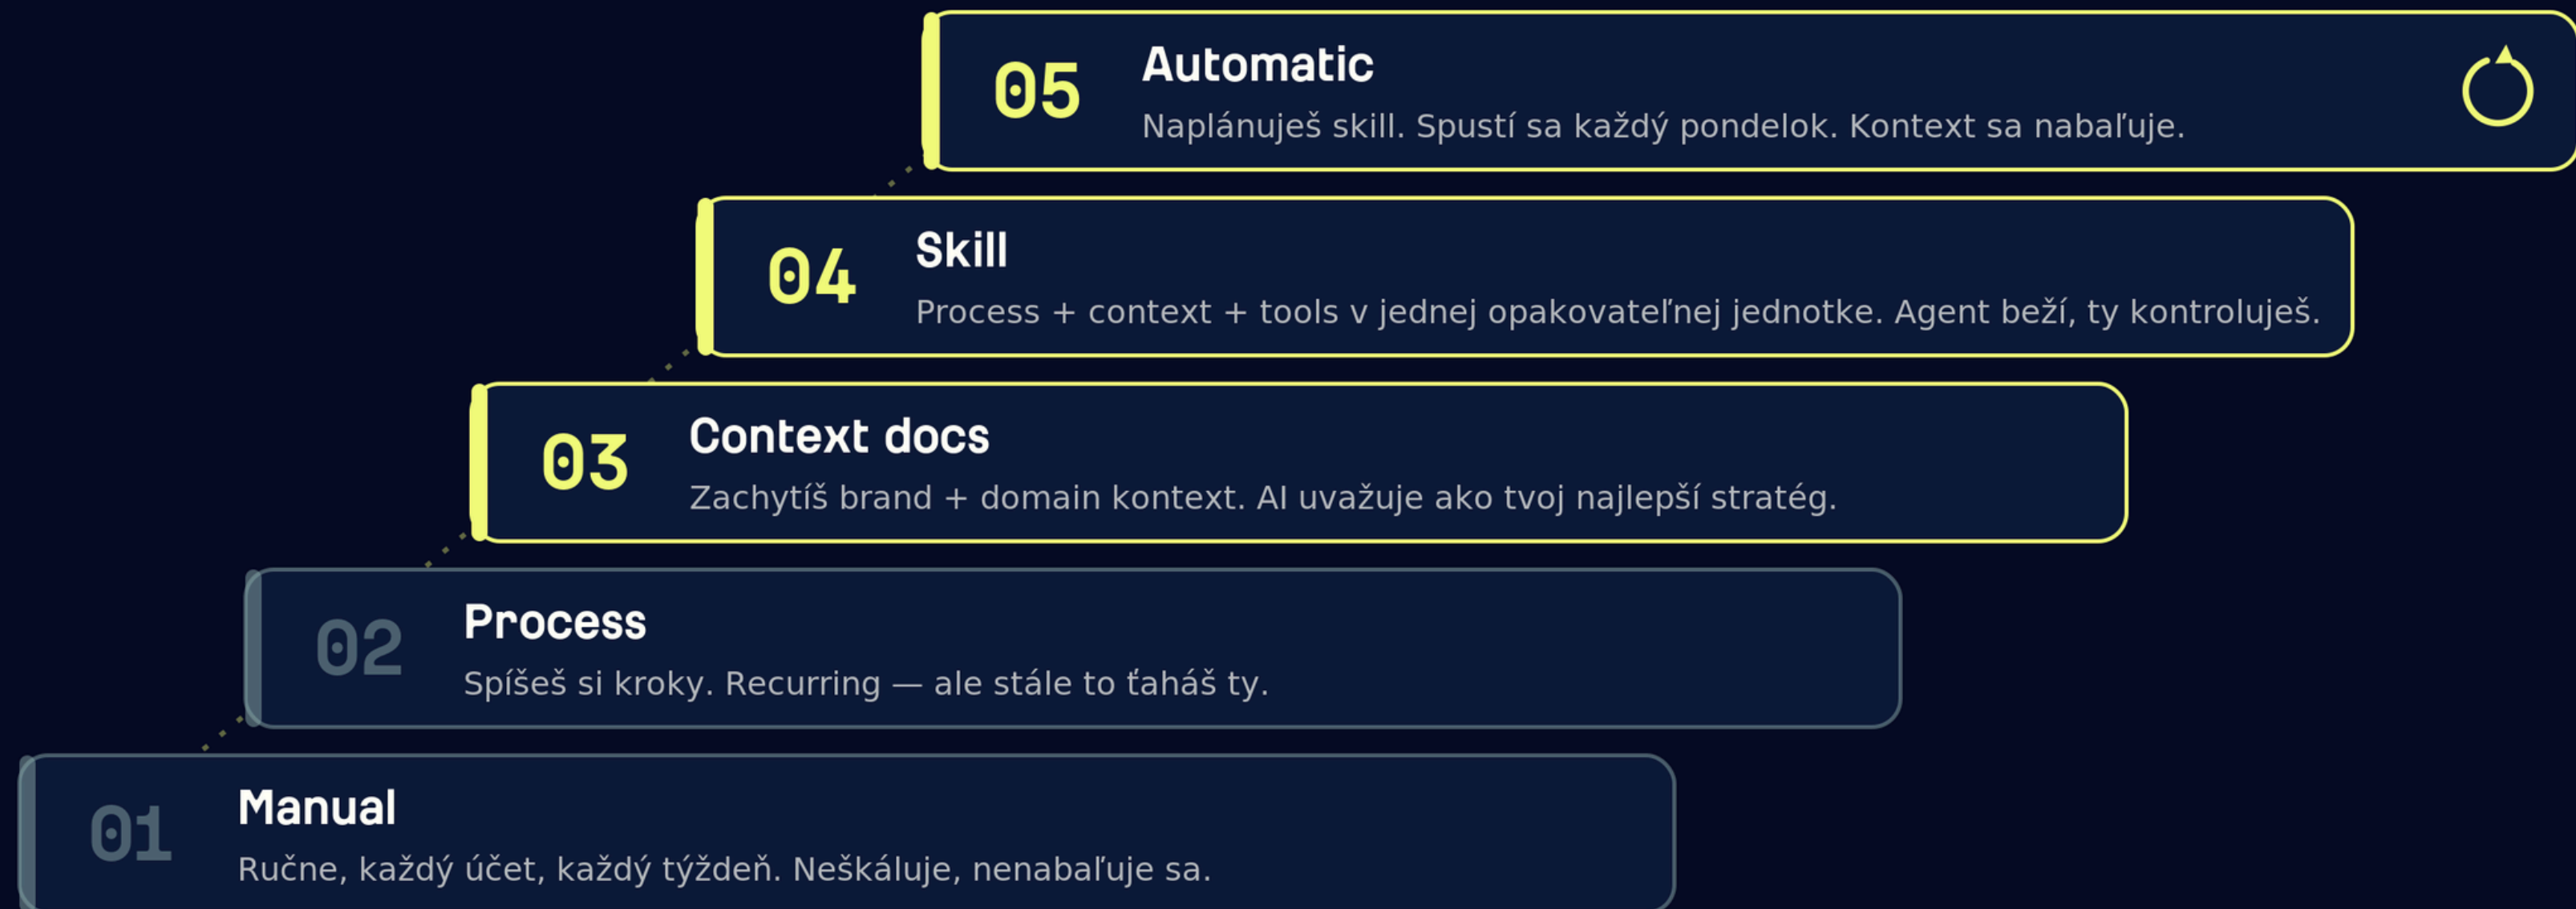 05
Automatic
Naplánuješ skill. Spustí sa každý pondelok. Kontext sa nabaľuje.
04
Skill
Process + context + tools v jednej opakovateľnej jednotke. Agent beží, ty kontroluješ.
03
Context docs
Zachytíš brand + domain kontext. AI uvažuje ako tvoj najlepší stratég.
02
Process
Spíšeš si kroky. Recurring — ale stále to ťaháš ty.
01
Manual
Ručne, každý účet, každý týždeň. Neškáluje, nenabaľuje sa.